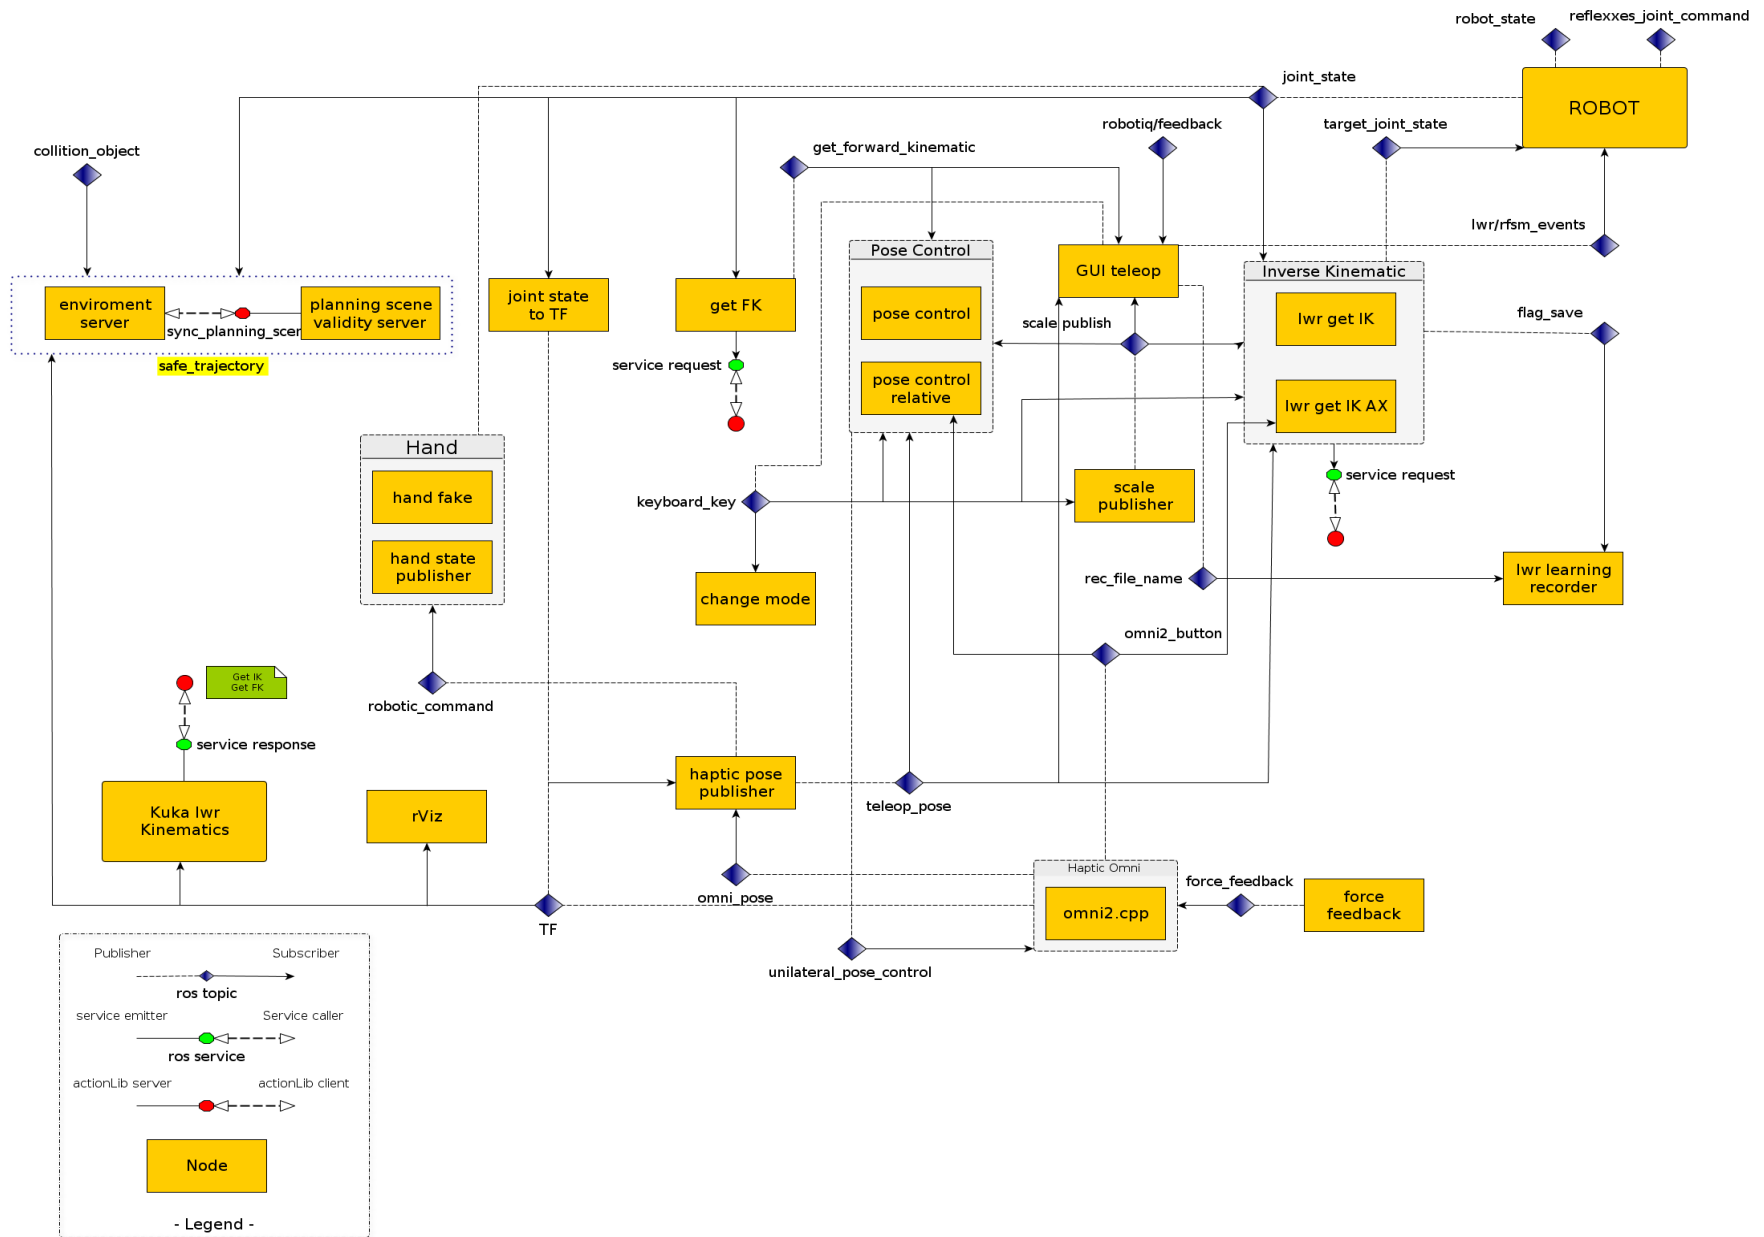 robot_state
reflexxes_joint_command
joint_state
ROBOT
robotiq/feedback
target_joint_state
collition_object
get_forward_kinematic
lwr/rfsm_events
Pose Control
GUI teleop
Inverse Kinematic
enviroment
server
sync_planning_scer
planning scene
validity server
safe_trajectory
joint state
to TF
get FK
service request
pose control
pose control
relative
scale publish
lwr get IK
lwr get IK AX
flag_save
service request
Hand
hand fake
hand state
publisher
keyboard_key
scale
publisher
change mode
rec_file_name
lwr learning
recorder
omni2_button
Get IK
Get FK
service response
robotic_command
Kuka lwr
Kinematics
rViz
haptic pose
publisher
teleop_pose
omni_pose
Haptic Omni
omni2.cpp
force_feedback
force
feedback
TF
unilateral_pose_control
Publisher
Subscriber
ros topic
service emitter
Service caller
ros service
actionLib server
actionLib client
Node
- Legend -